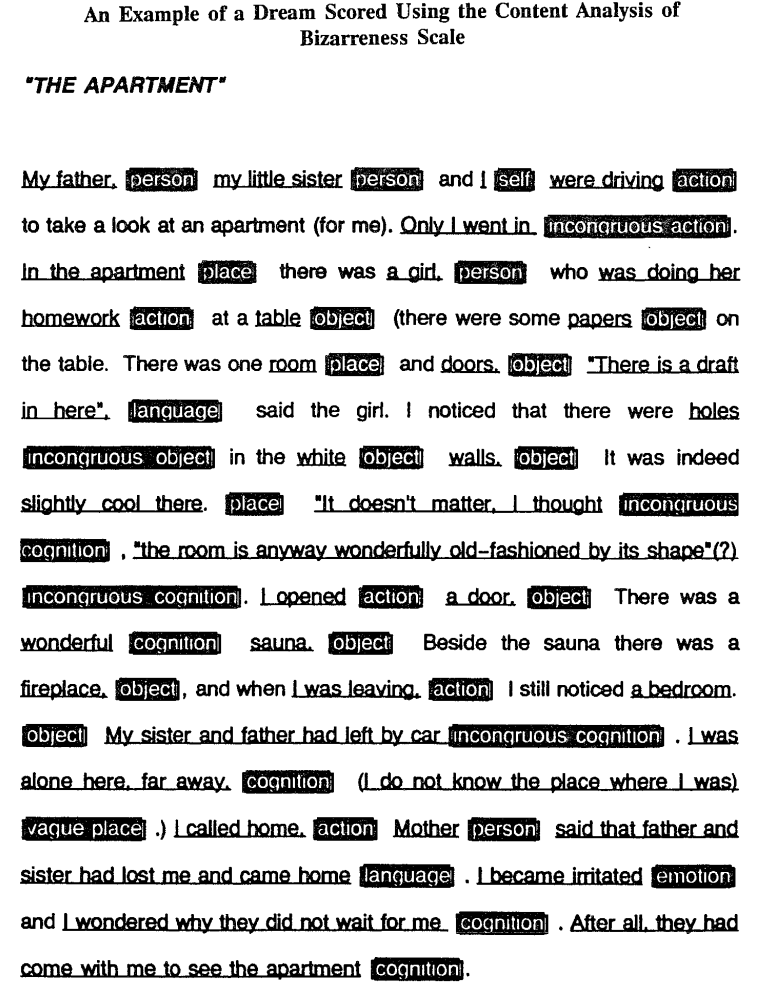 An Example of a Dream Scored Using the Content Analysis of
Bizarreness Scale
"THE APARTMENT"
My father, person my little sister person and I self were driving action
to take a look at an apartment (for me). Only I went in incongruous action.
In the apartment place there was a girl, person who was doing her
homework action at a table object (there were some papers object on
the table. There was one room place and doors. object "There is a draft
in here", language said the girl. I noticed that there were holes
incongruous object in the white object walls. object It was indeed
slightly cool there. place "It doesn't matter, I thought incongruous
cognition , "the room is anyway wonderfully old-fashioned by its shape"(?)
incongruous cognition. I opened action a door. object There was a
wonderful cognition sauna. object Beside the sauna there was a
fireplace, object, and when I was leaving, action I still noticed a bedroom.
object My sister and father had left by car incongruous cognition . I was
alone here, far away. cognition (I do not know the place where I was)
vague place .) I called home. action Mother person said that father and
sister had lost me and came home language . I became irritated emotion
and I wondered why they did not wait for me cognition . After all, they had
come with me to see the apartment cognition.